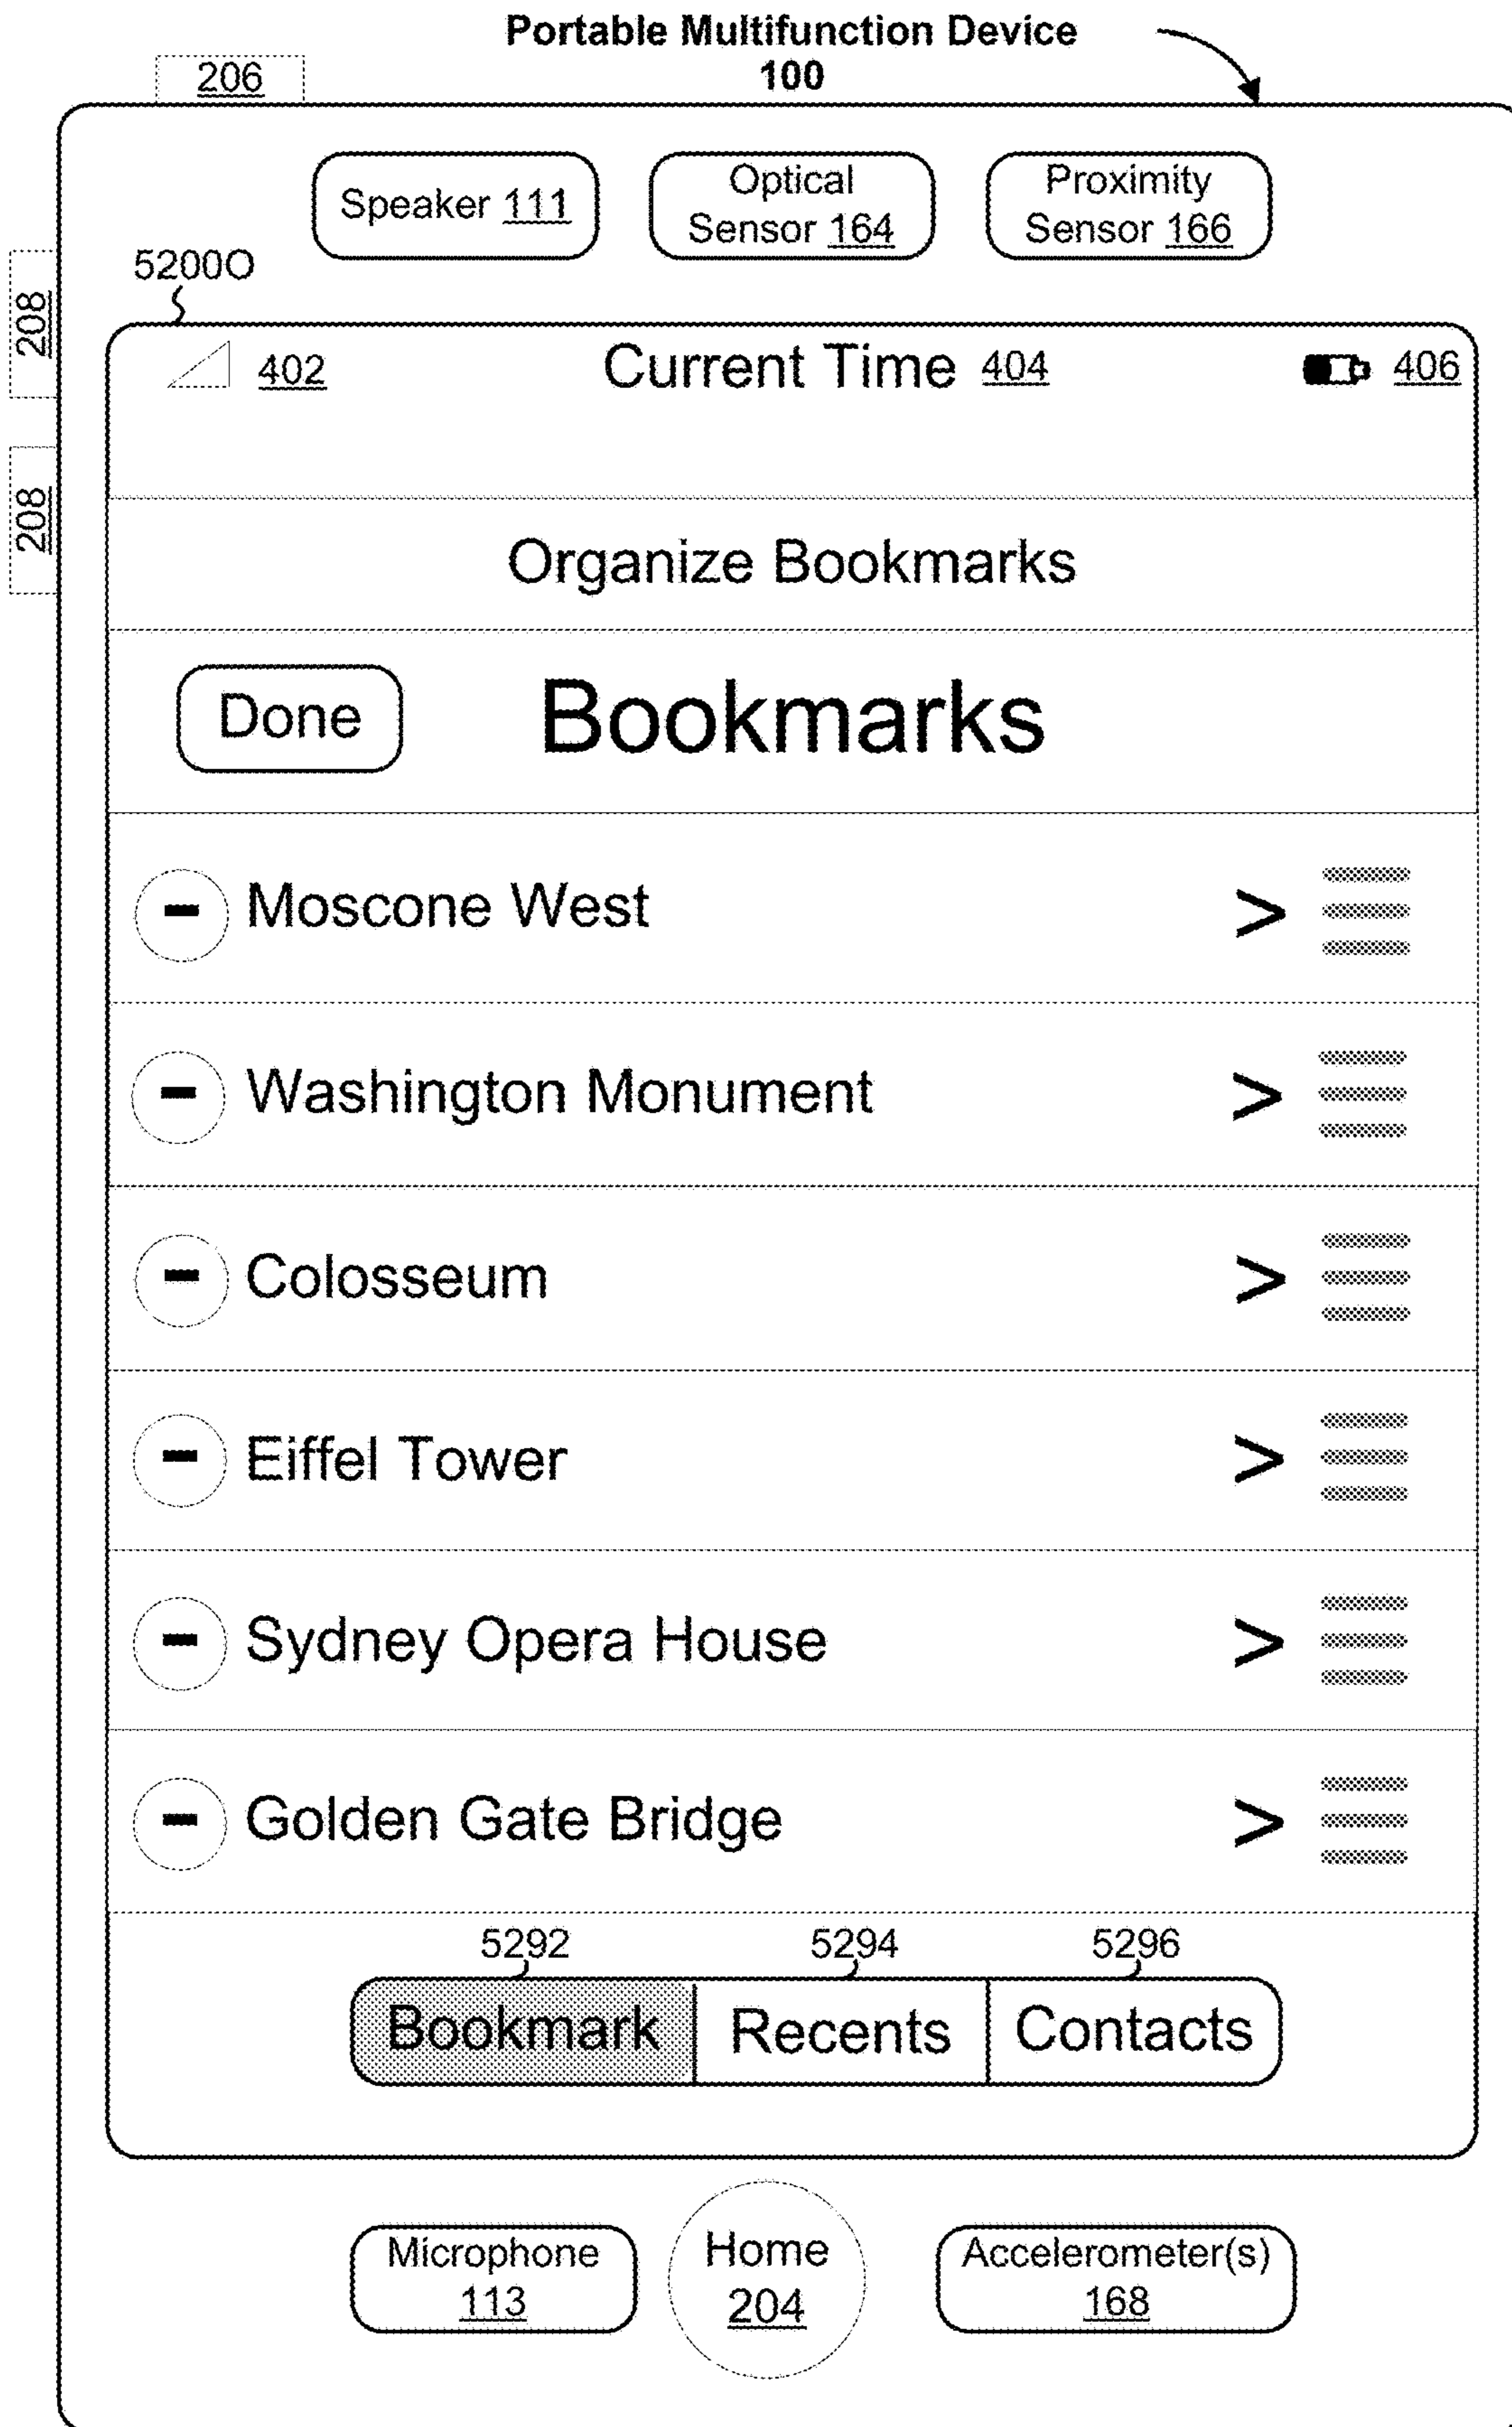 Portable Multifunction Device
100
206
Speaker 111
Optical
Sensor 164
Proximity
Sensor 166
5200O
208
208
402
Current Time 404
406
Organize Bookmarks
Done
Bookmarks
- Moscone West >
- Washington Monument >
- Colosseum >
- Eiffel Tower >
- Sydney Opera House >
- Golden Gate Bridge >
5292
5294
5296
Bookmark
Recents
Contacts
Microphone
113
Home
204
Accelerometer(s)
168